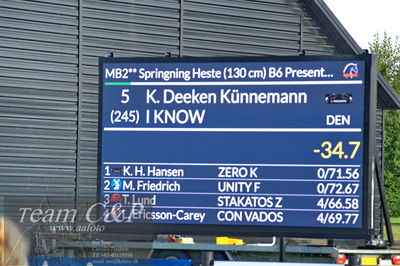 MB2** Springning Heste (130 cm) B6 Present...
5 K. Deeken Künnemann
(245) I KNOW DEN
-34.7
1 K. H. Hansen ZERO K 0/71.56
2 M. Friedrich UNITY F 0/72.67
3 T. Lund STAKATOS Z 4/66.58
Ericsson-Carey CON VADOS 4/69.77
Team C&P
www.aafoto